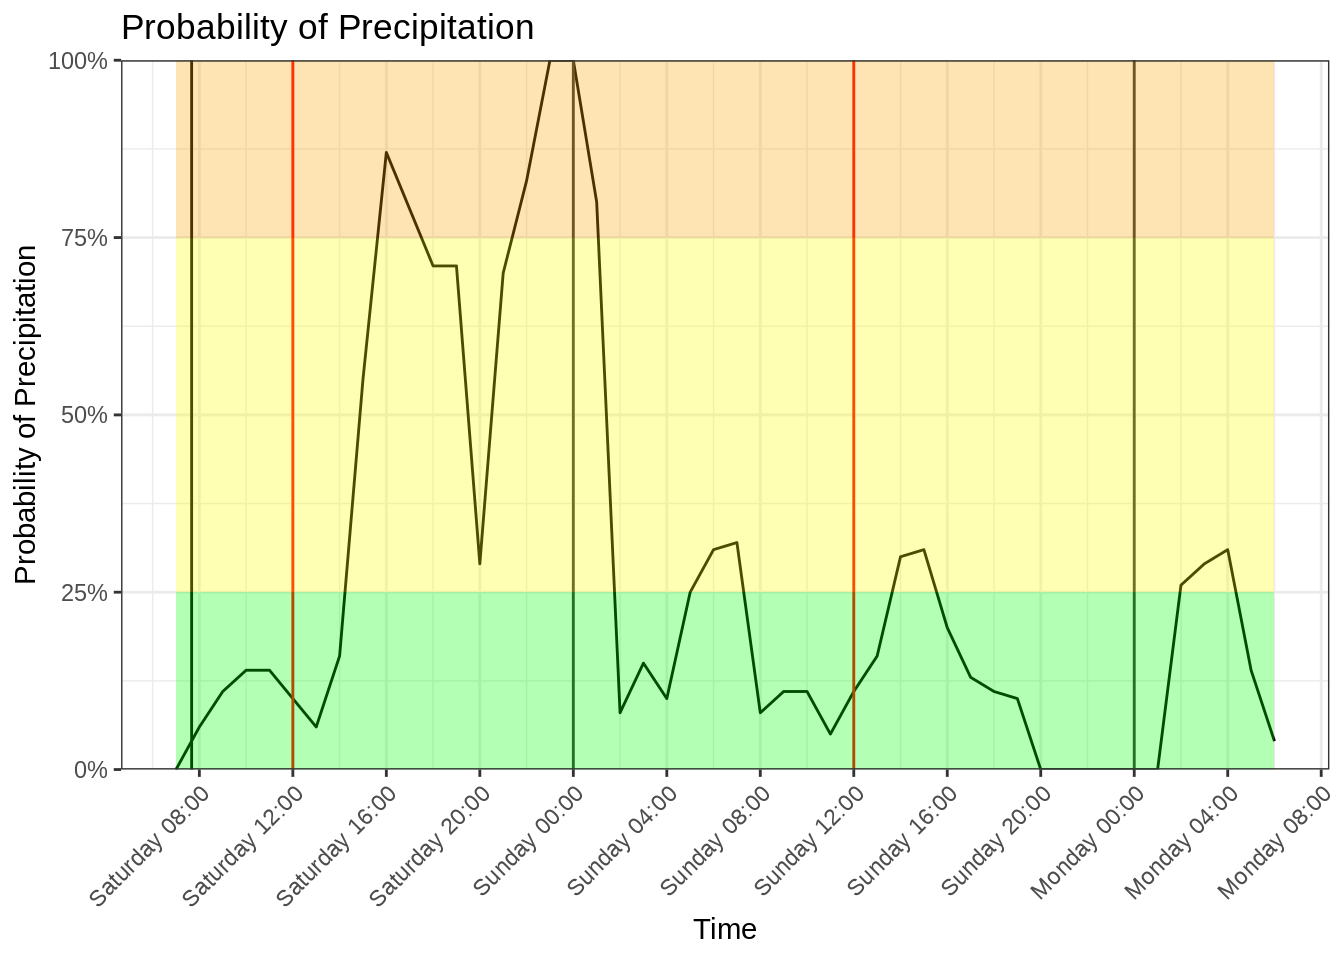 Probability of Precipitation
Probability of Precipitation
100%
75%
50%
25%
0%
Saturday 08:00
Saturday 12:00
Saturday 16:00
Saturday 20:00
Sunday 00:00
Sunday 04:00
Sunday 08:00
Sunday 12:00
Sunday 16:00
Sunday 20:00
Monday 00:00
Monday 04:00
Monday 08:00
Time